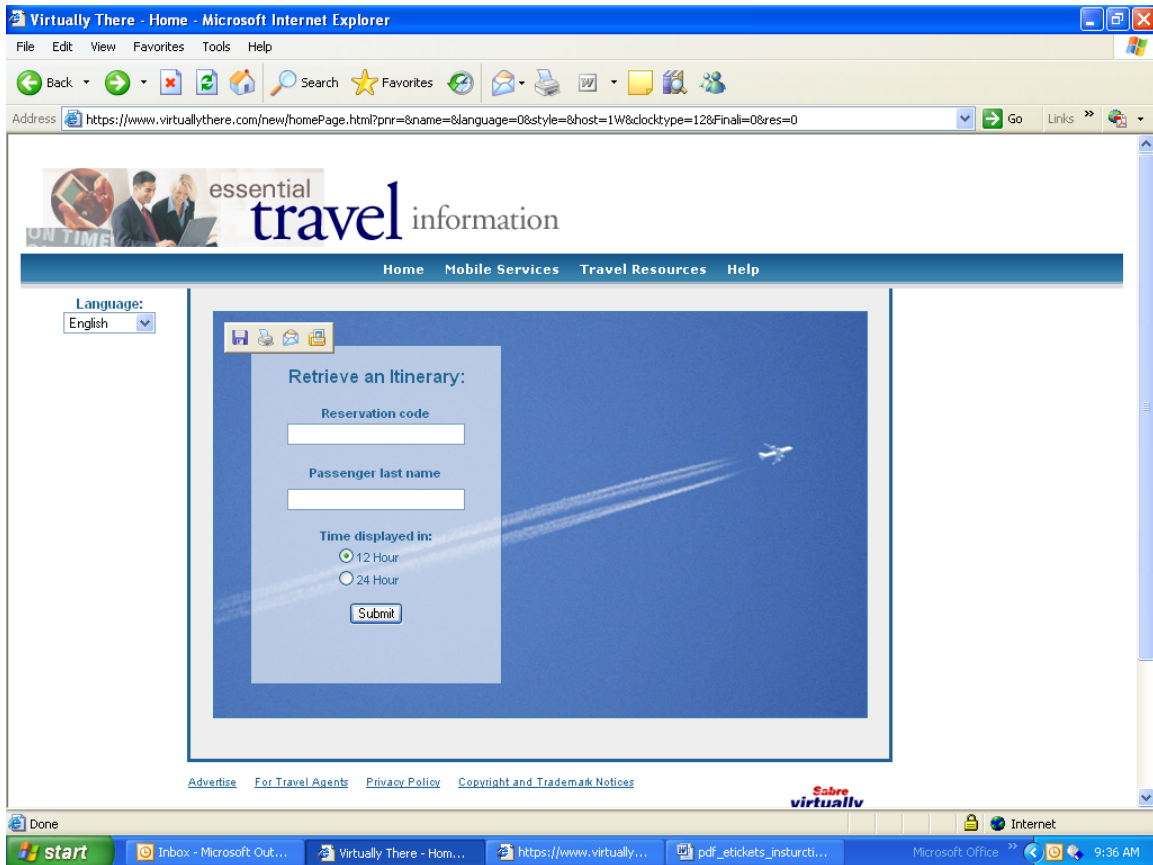 Virtually There - Home - Microsoft Internet Explorer
File Edit View Favorites Tools Help
Back Search Favorites
Address https://www.virtuallythere.com/new/homePage.html?pnr=&name=&language=0&style=&host=1W&clocktype=12&Finali=0&res=0 Go Links »
ON TIME
essential
travel information
Home Mobile Services Travel Resources Help
Language:
English
Retrieve an Itinerary:
Reservation code
Passenger last name
Time displayed in:
12 Hour
24 Hour
Submit
Advertise For Travel Agents Privacy Policy Copyright and Trademark Notices
Sabre
virtually
Done Internet
start Inbox - Microsoft Out... Virtually There - Hom... https://www.virtually... pdf_etickets_insturcti... Microsoft Office » 9:36 AM